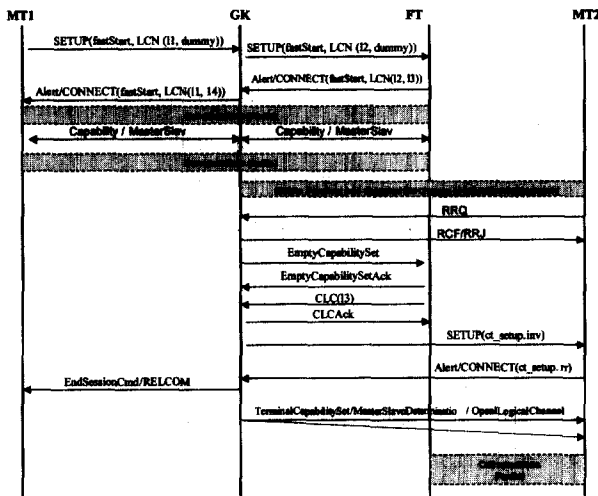 MT1 GK FT MT2
SETUP(fastStart, LCN (l1, dummy))
SETUP(fastStart, LCN (l2, dummy))
Alert/CONNECT(fastStart, LCN(l2, l3))
Alert/CONNECT(fastStart, LCN(l1, 14))
Capability / MasterSlav Capability / MasterSlav
RRQ
RCF/RRJ
EmptyCapabilitySet
EmptyCapabilitySetAck
CLC(l3)
CLCAck
SETUP(ct_setup.inv)
Alert/CONNECT(ct_setup. rr)
EndSessionCmd/RELCOM
TerminalCapabilitySet/MasterSlaveDeterminatio / OpenLogicalChannel